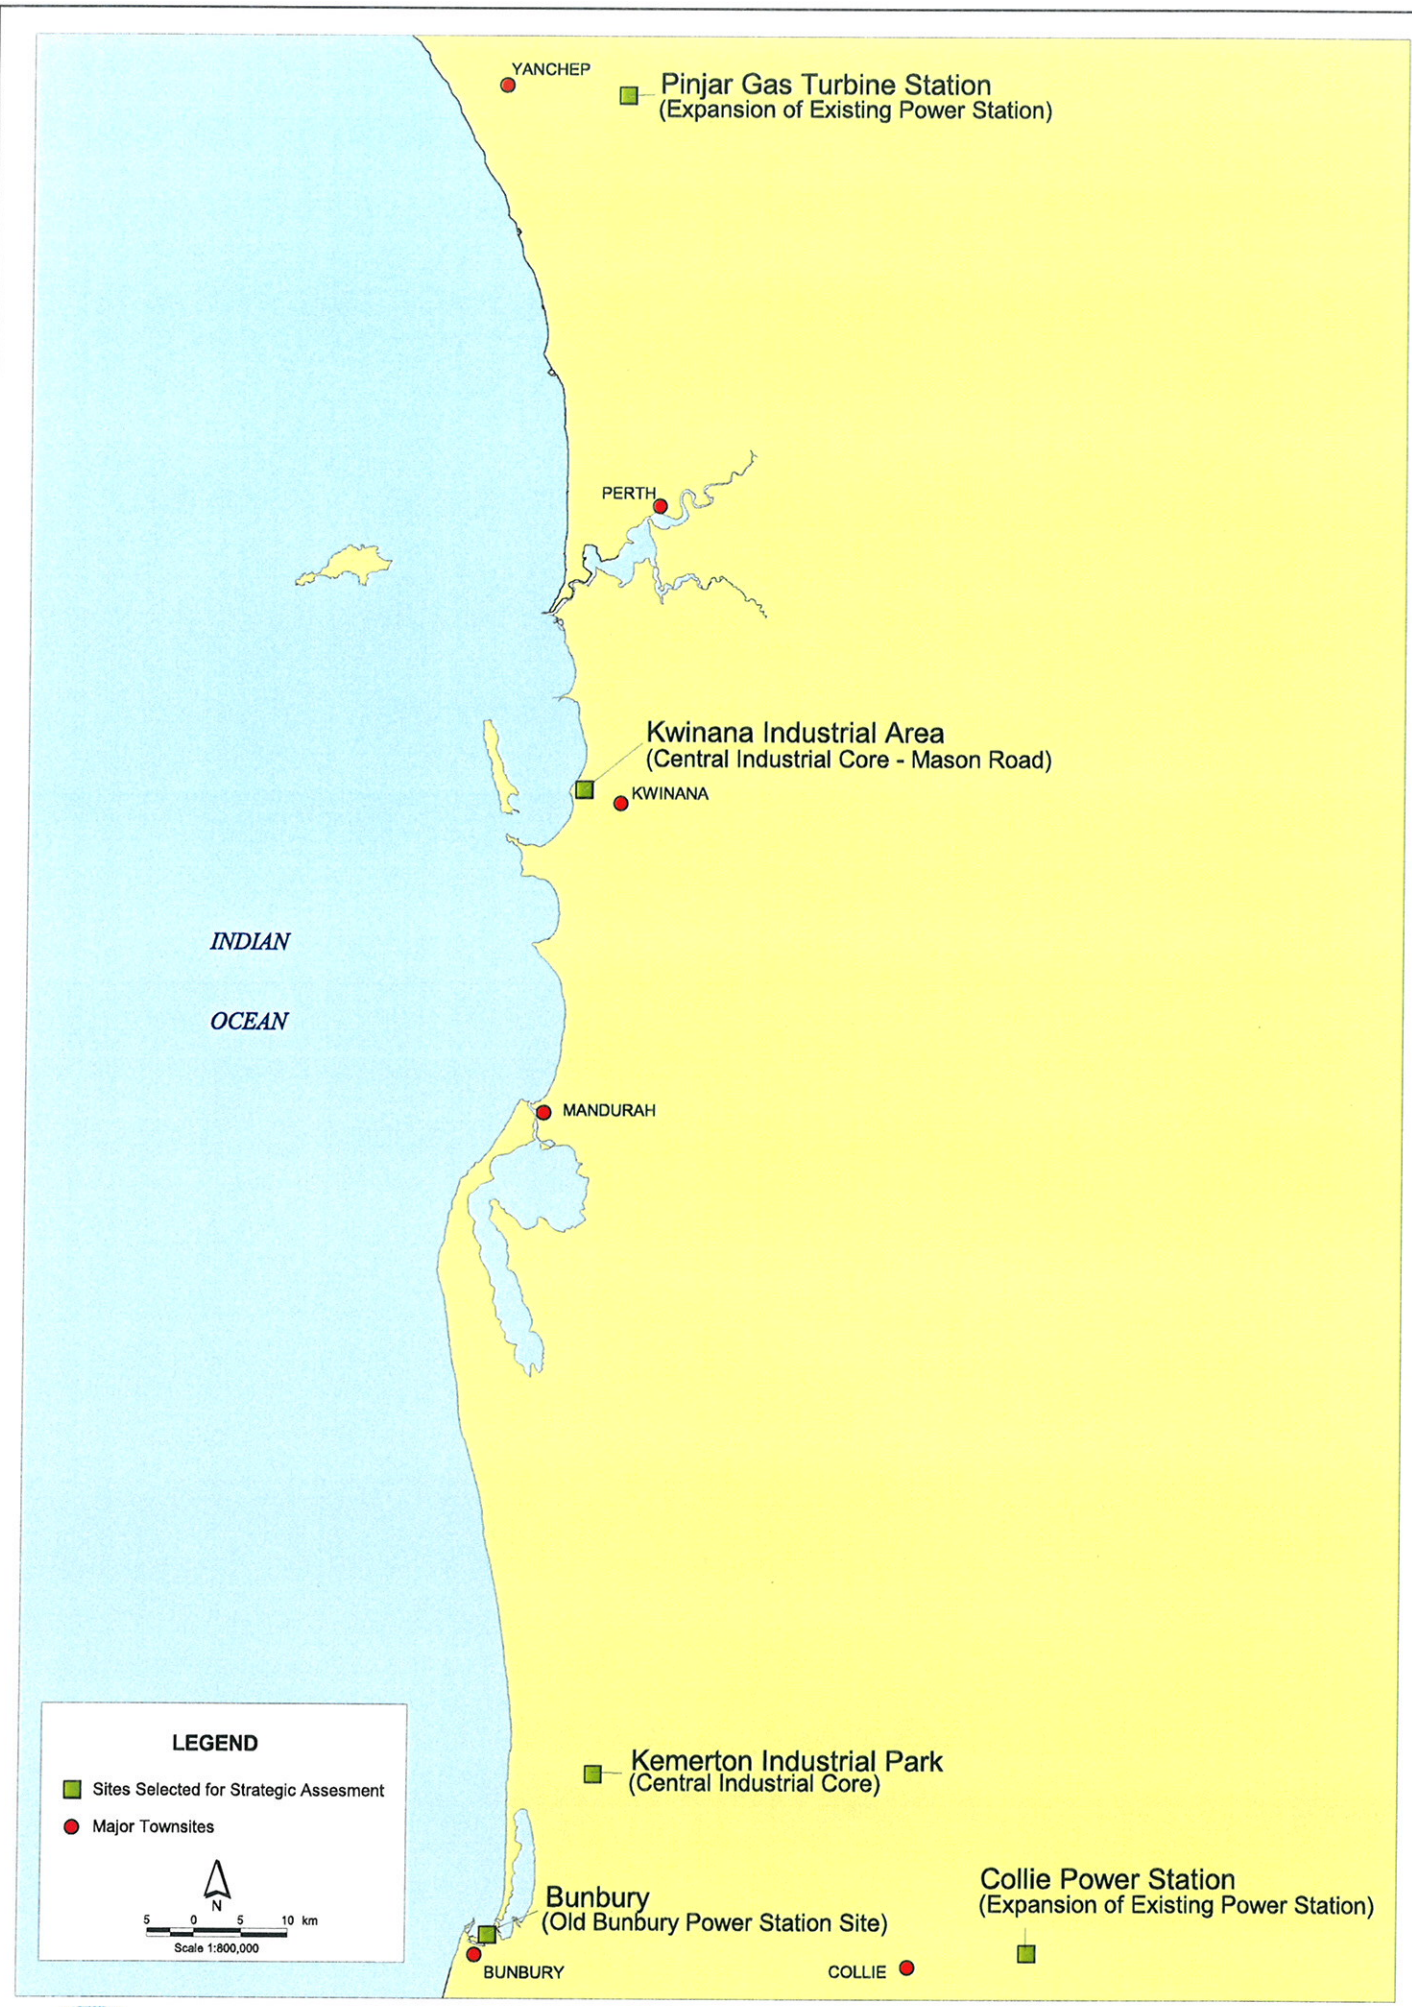 YANCHEP
Pinjar Gas Turbine Station
(Expansion of Existing Power Station)
PERTH
Kwinana Industrial Area
(Central Industrial Core - Mason Road)
KWINANA
INDIAN
OCEAN
MANDURAH
LEGEND
Sites Selected for Strategic Assesment
Major Townsites
N
5 0 5 10 km
Scale 1:800,000
Kemerton Industrial Park
(Central Industrial Core)
Bunbury
(Old Bunbury Power Station Site)
BUNBURY
Collie Power Station
(Expansion of Existing Power Station)
COLLIE